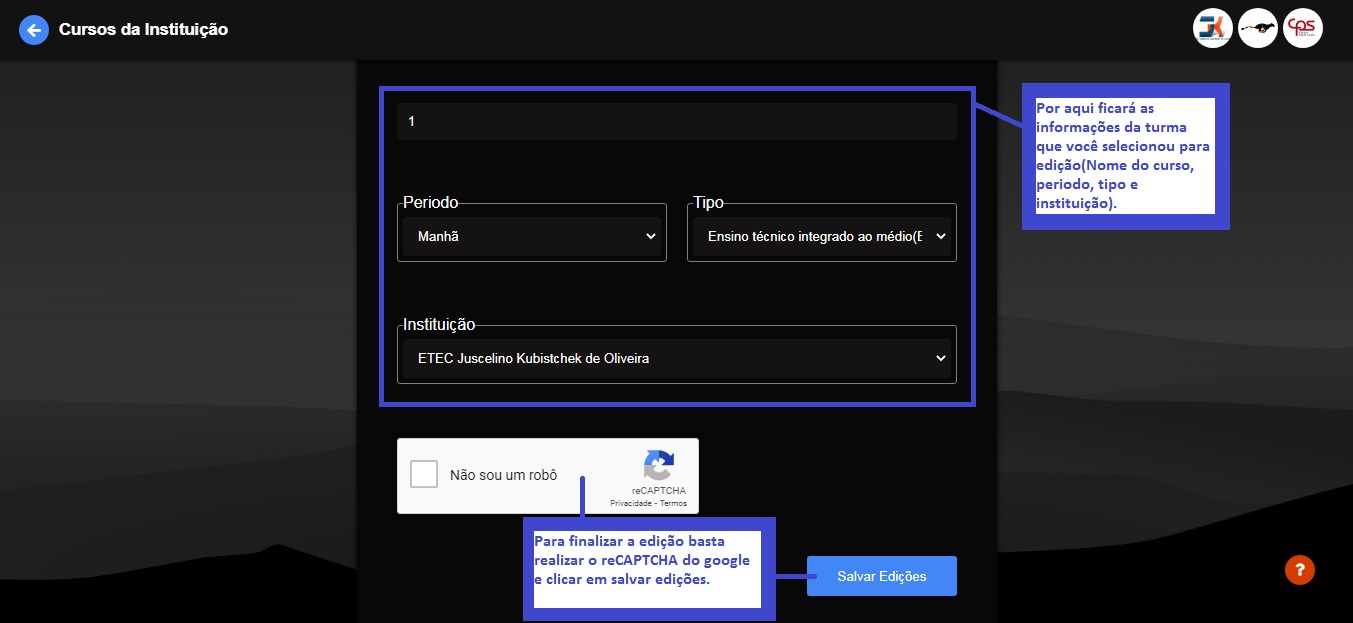 Cursos da Instituição
cps
1
Por aqui ficará as
informações da turma
que você selecionou para
edição(Nome do curso,
periodo, tipo e
instituição).
Periodo
Tipo
Manhã
Ensino técnico integrado ao médio(E
Instituição
ETEC Juscelino Kubistchek de Oliveira
Não sou um robô
reCAPTCHA
Privacidade - Termos
Para finalizar a edição basta
realizar o reCAPTCHA do google
e clicar em salvar edições.
Salvar Edições
?